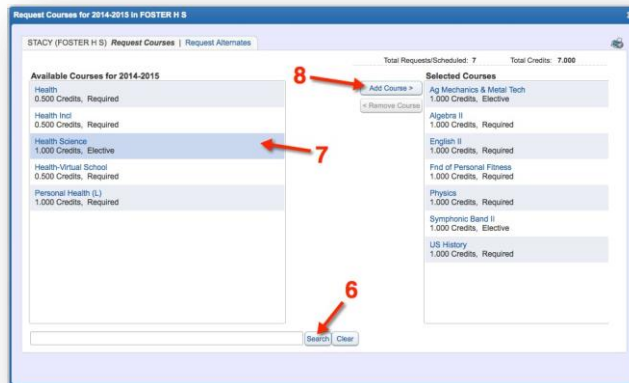 Request Courses for 2014-2015 in FOSTER H S
STACY (FOSTER H S) Request Courses | Request Alternates
Total Requests/Scheduled: 7 Total Credits: 7.000
Available Courses for 2014-2015
Health
0.500 Credits, Required
Health Incl
0.500 Credits, Required
Health Science
1.000 Credits, Elective
Health-Virtual School
0.500 Credits, Required
Personal Health (L)
1.000 Credits, Required
8
Add Course >
< Remove Course
7
Selected Courses
Ag Mechanics & Metal Tech
1.000 Credits, Elective
Algebra II
1.000 Credits, Required
English II
1.000 Credits, Required
Fnd of Personal Fitness
1.000 Credits, Required
Physics
1.000 Credits, Required
Symphonic Band II
1.000 Credits, Elective
US History
1.000 Credits, Required
6
Search Clear